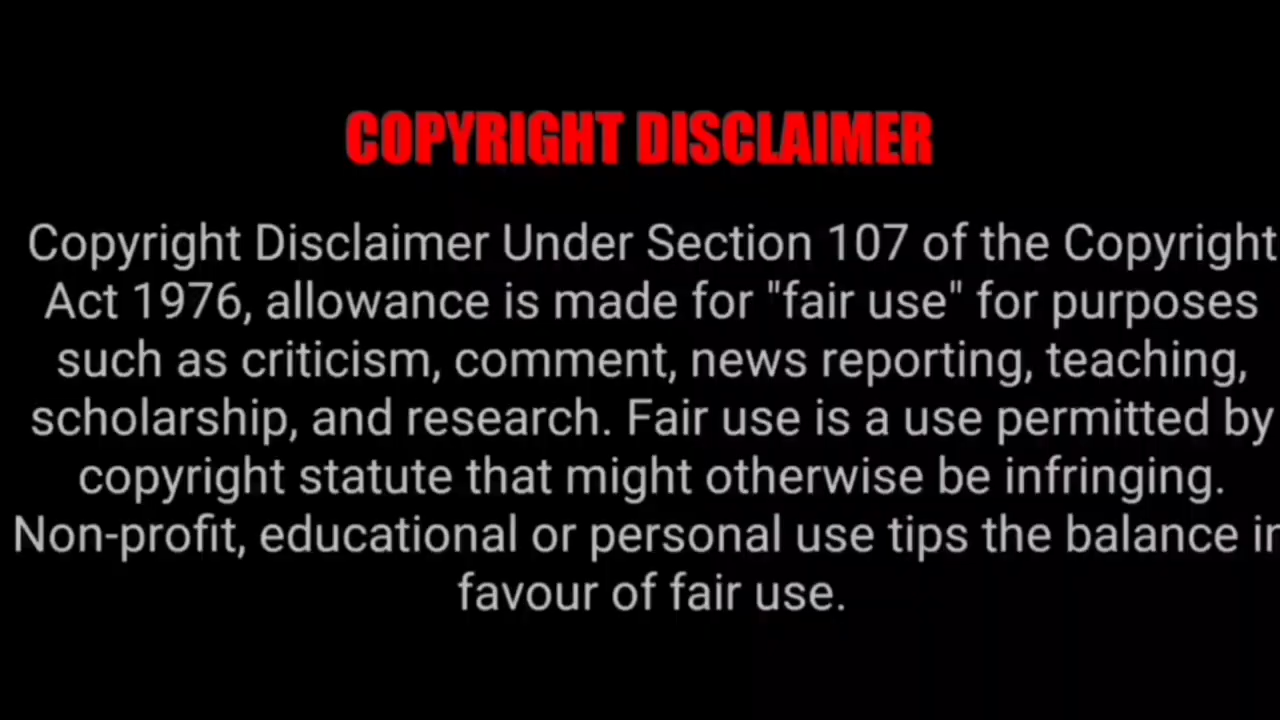 COPYRIGHT DISCLAIMER
Copyright Disclaimer Under Section 107 of the Copyright
Act 1976, allowance is made for "fair use" for purposes
such as criticism, comment, news reporting, teaching,
scholarship, and research. Fair use is a use permitted by
copyright statute that might otherwise be infringing.
Non-profit, educational or personal use tips the balance in
favour of fair use.